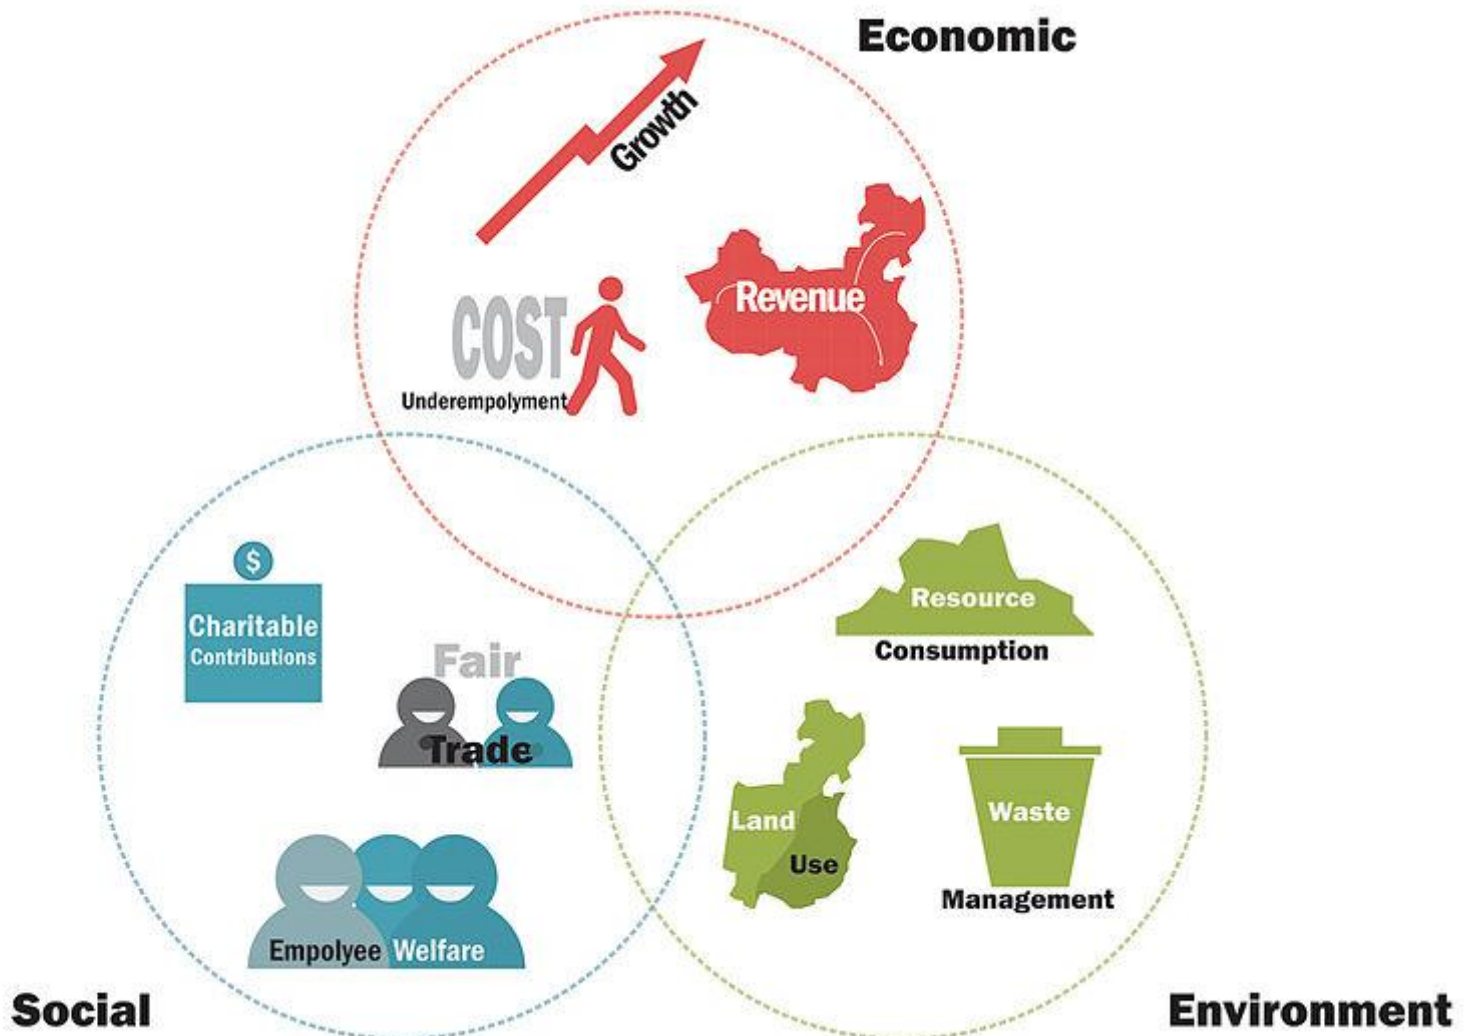 Economic
Growth
Revenue
COST
Underempolyment
$
Charitable
Contributions
Fair
Trade
Empolyee Welfare
Social
Resource
Consumption
Land
Use
Waste
Management
Environment